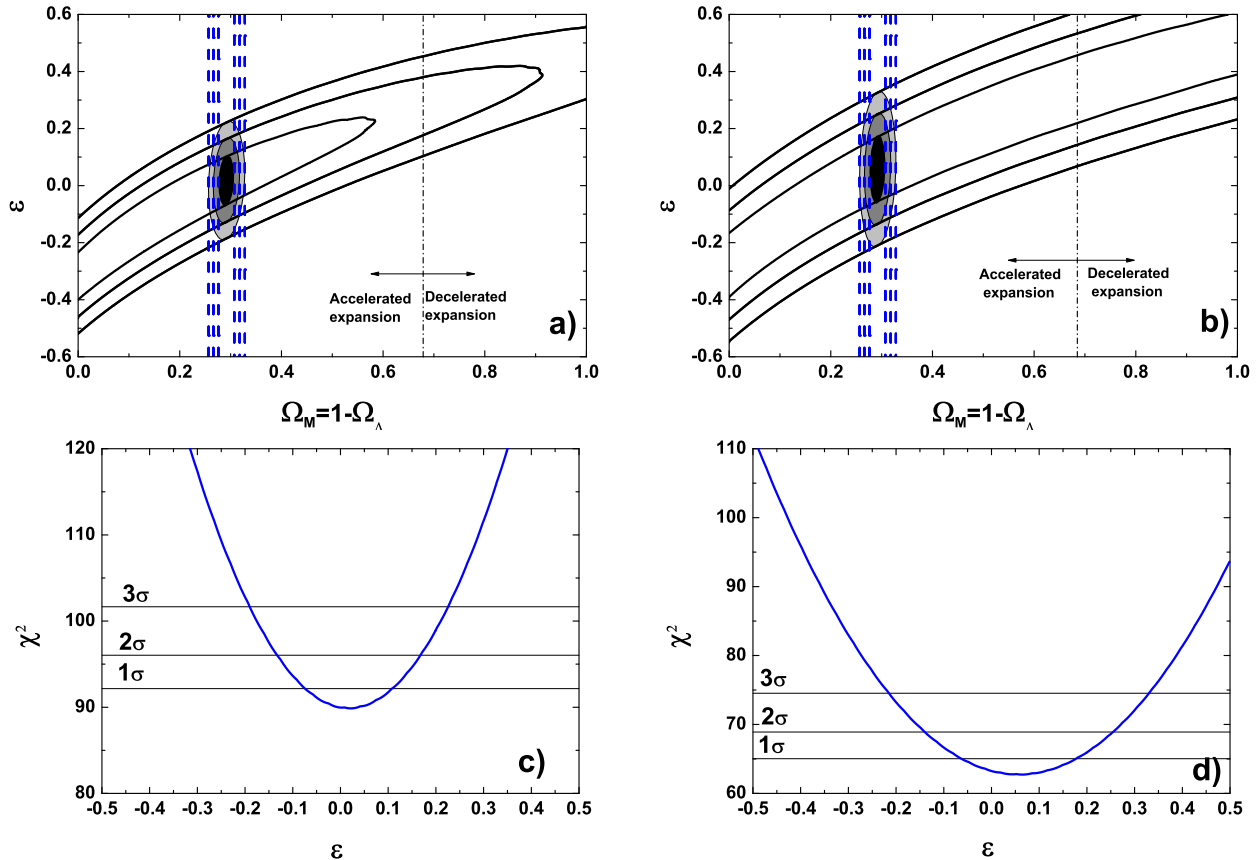 0.6
0.4
0.2
0.0
-0.2
-0.4
-0.6
ε
Accelerated expansion
Decelerated expansion
a)
0.0 0.2 0.4 0.6 0.8 1.0
Ω_M=1-Ω_Λ
0.6
0.4
0.2
0.0
-0.2
-0.4
-0.6
ε
Accelerated expansion
Decelerated expansion
b)
0.0 0.2 0.4 0.6 0.8 1.0
Ω_M=1-Ω_Λ
120
110
100
90
80
χ²
3σ
2σ
1σ
c)
-0.5 -0.4 -0.3 -0.2 -0.1 0.0 0.1 0.2 0.3 0.4 0.5
ε
110
100
90
80
70
60
χ²
3σ
2σ
1σ
d)
-0.5 -0.4 -0.3 -0.2 -0.1 0.0 0.1 0.2 0.3 0.4 0.5
ε